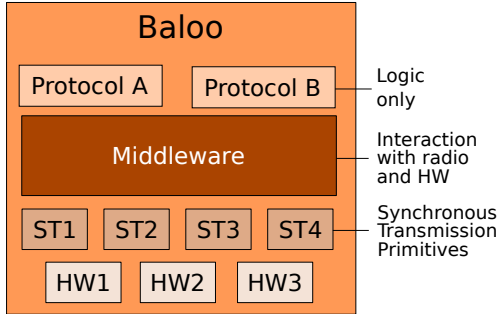 Baloo
Protocol A
Protocol B
Logic
only
Middleware
Interaction
with radio
and HW
ST1
ST2
ST3
ST4
Synchronous
Transmission
Primitives
HW1
HW2
HW3